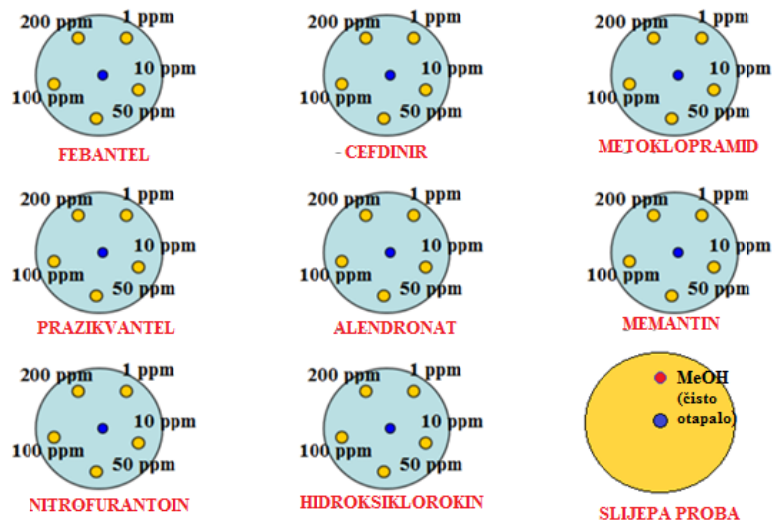 200 ppm 1 ppm
10 ppm
100 ppm 50 ppm
FEBANTEL
200 ppm 1 ppm
10 ppm
100 ppm 50 ppm
- CEFDINIR
200 ppm 1 ppm
10 ppm
100 ppm 50 ppm
METOKLOPRAMID
200 ppm 1 ppm
10 ppm
100 ppm 50 ppm
PRAZIKVANTEL
200 ppm 1 ppm
10 ppm
100 ppm 50 ppm
ALENDRONAT
200 ppm 1 ppm
10 ppm
100 ppm 50 ppm
MEMANTIN
200 ppm 1 ppm
10 ppm
100 ppm 50 ppm
NITROFURANTOIN
200 ppm 1 ppm
10 ppm
100 ppm 50 ppm
HIDROKSIKLOROKIN
MeOH
(čisto
otapalo)
SLIJEPA PROBA